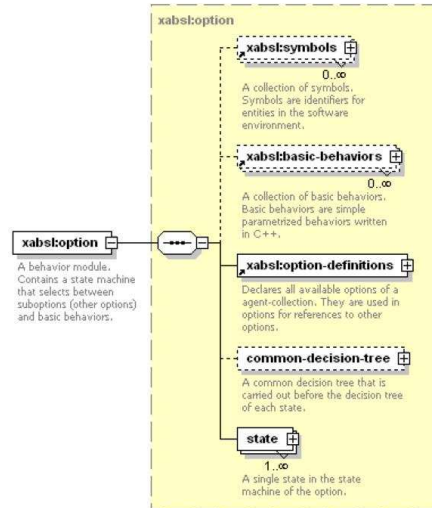 xabsl:option
xabsl:symbols
0..∞
A collection of symbols.
Symbols are identifiers for
entities in the software
environment.
xabsl:basic-behaviors
0..∞
A collection of basic behaviors.
Basic behaviors are simple
parametrized behaviors written
in C++.
xabsl:option
A behavior module.
Contains a state machine
that selects between
suboptions (other options)
and basic behaviors.
xabsl:option-definitions
Declares all available options of a
agent-collection. They are used in
options for references to other
options.
common-decision-tree
A common decision tree that is
carried out before the decision tree
of each state.
state
1..∞
A single state in the state
machine of the option.